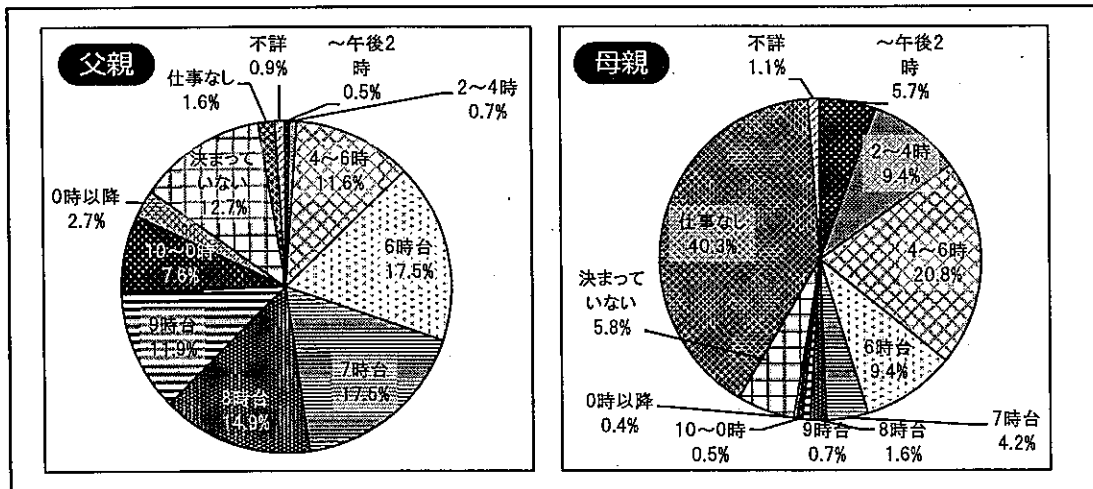 父親
不詳
0.9%
～午後2
時
0.5%
2～4時
0.7%
仕事なし
1.6%
4～6時
11.6%
6時台
17.5%
7時台
17.5%
8時台
14.9%
9時台
11.9%
10～0時
7.6%
0時以降
2.7%
決まって
いない
12.7%
母親
不詳
1.1%
～午後2
時
5.7%
2～4時
9.4%
4～6時
20.8%
6時台
9.4%
7時台
4.2%
8時台
1.6%
9時台
0.7%
10～0時
0.5%
0時以降
0.4%
決まって
いない
5.8%
仕事なし
40.3%